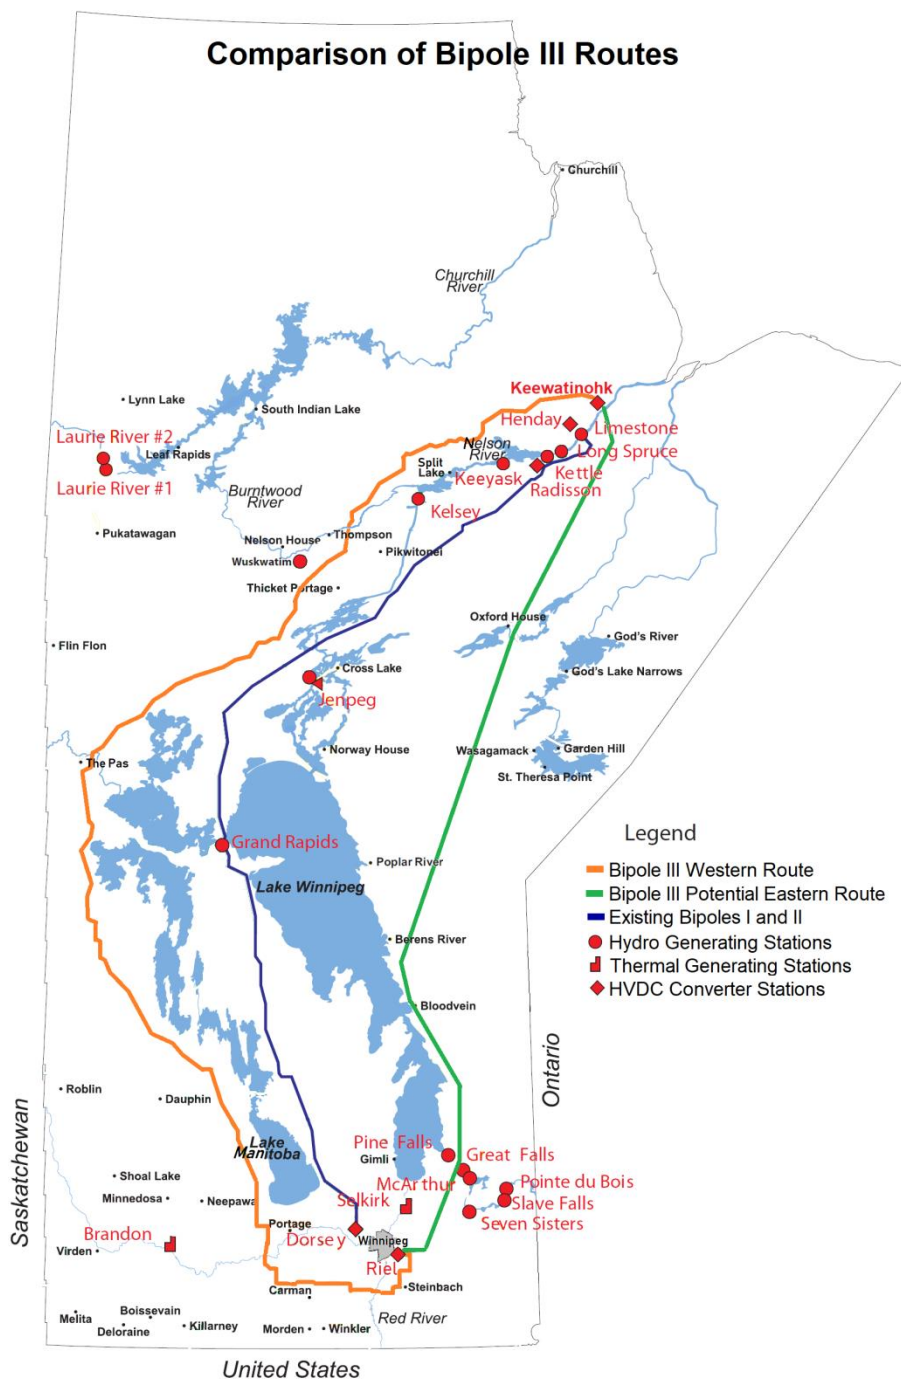 Comparison of Bipole III Routes
Churchill
Churchill
River
Keewatinohk
Lynn Lake
South Indian Lake
Henday
Limestone
Laurie River #2
Leaf Rapids
Nelson
River
Long Spruce
Split
Lake
Keeyask
Kettle
Radisson
Laurie River #1
Burntwood
River
Kelsey
Pukatawagan
Nelson House
Thompson
Pikwitonei
Wuskwatim
Thicket Portage
Oxford House
God's River
Flin Flon
Cross Lake
God's Lake Narrows
Jenpeg
Norway House
Wasagamack
Garden Hill
The Pas
St. Theresa Point
Grand Rapids
Legend
Poplar River
Bipole III Western Route
Lake Winnipeg
Bipole III Potential Eastern Route
Existing Bipoles I and II
Berens River
Hydro Generating Stations
Thermal Generating Stations
HVDC Converter Stations
Bloodvein
Ontario
Roblin
Dauphin
Saskatchewan
Lake
Manitoba
Pine Falls
Gimli
Great Falls
Shoal Lake
McArthur
Pointe du Bois
Minnedosa
Neepawa
Selkirk
Slave Falls
Seven Sisters
Portage
Brandon
Dorsey
Winnipeg
Virden
Riel
Steinbach
Carman
Melita
Boissevain
Red River
Deloraine
Killarney
Morden
Winkler
United States